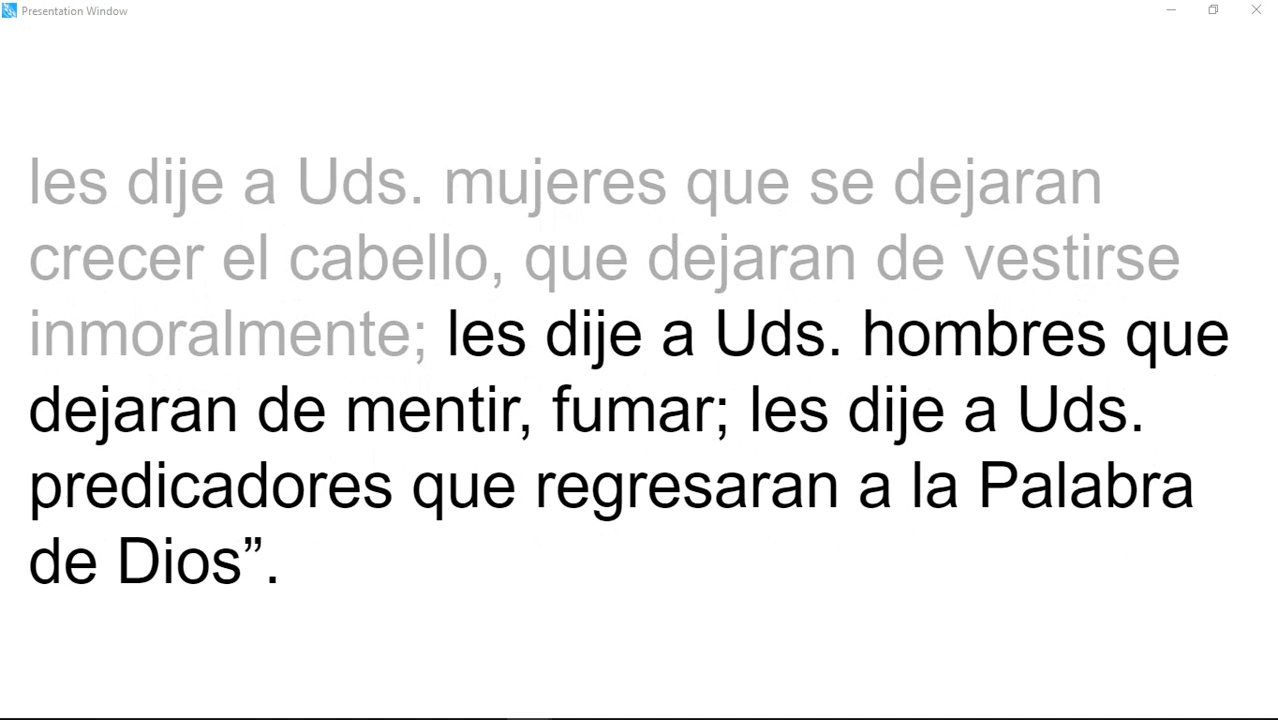 Presentation Window
les dije a Uds. mujeres que se dejaran
crecer el cabello, que dejaran de vestirse
inmoralmente; les dije a Uds. hombres que
dejaran de mentir, fumar; les dije a Uds.
predicadores que regresaran a la Palabra
de Dios”.